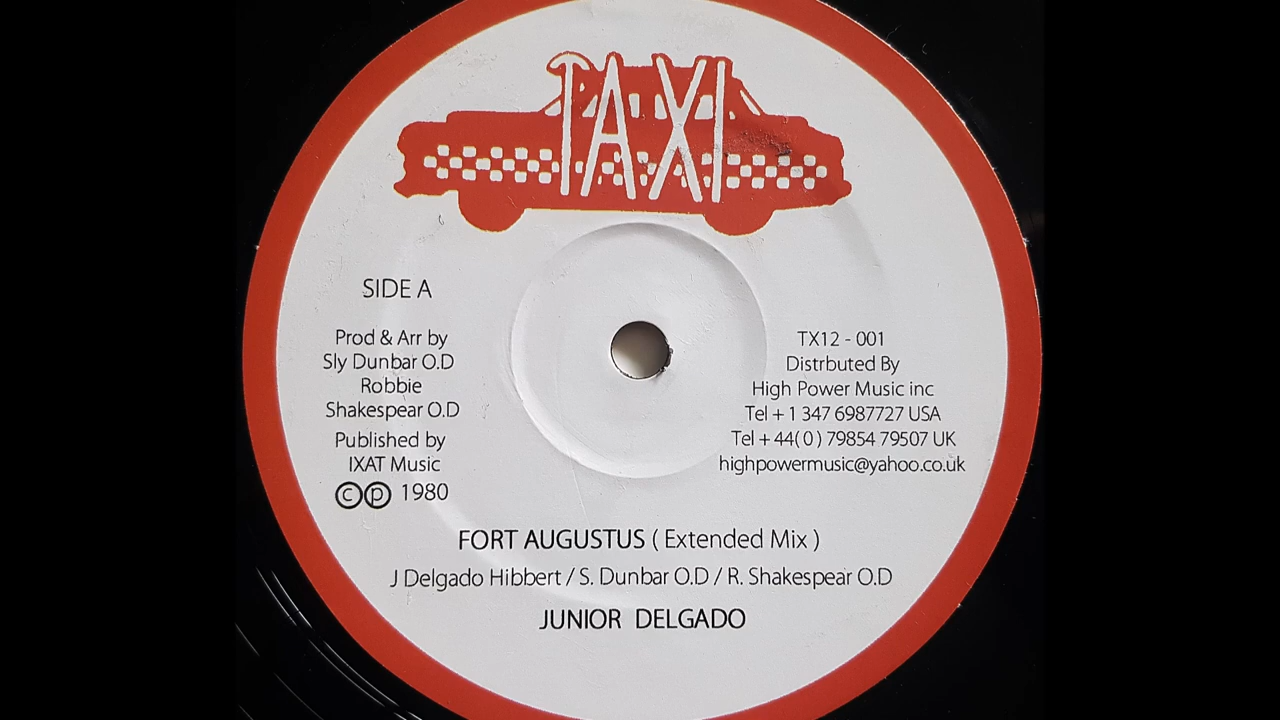 TAXI
SIDE A
Prod & Arr by
Sly Dunbar O.D
Robbie
Shakespear O.D
Published by
IXAT Music
© ℗ 1980
TX12 - 001
Distrbuted By
High Power Music inc
Tel + 1 347 6987727 USA
Tel + 44( 0 ) 79854 79507 UK
highpowermusic@yahoo.co.uk
FORT AUGUSTUS ( Extended Mix )
J Delgado Hibbert / S. Dunbar O.D / R. Shakespear O.D
JUNIOR DELGADO